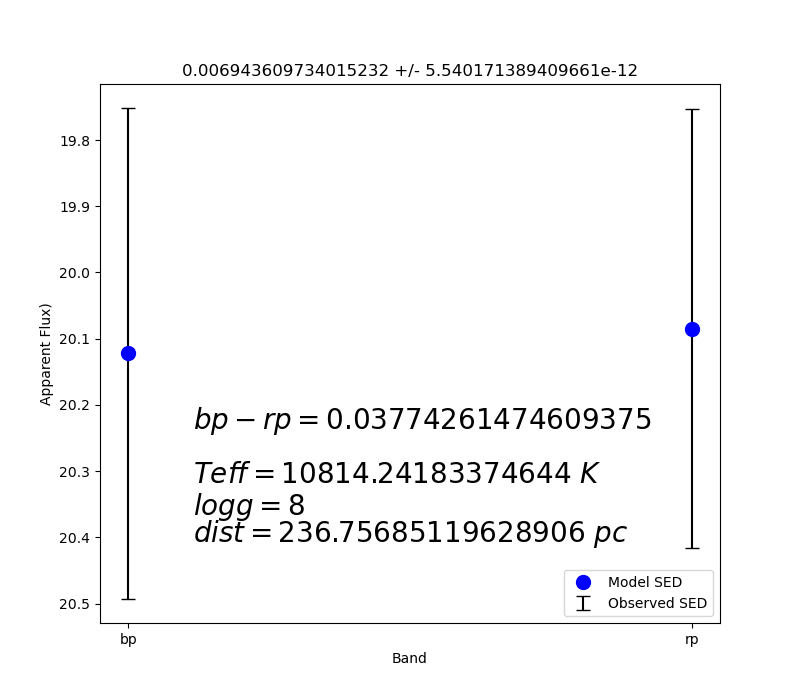 0.006943609734015232 +/- 5.540171389409661e-12
19.8
19.9
20.0
20.1
20.2
20.3
20.4
20.5
Apparent Flux)
bp − rp = 0.03774261474609375
Teff = 10814.24183374644 K
logg = 8
dist = 236.75685119628906 pc
Model SED
Observed SED
bp
rp
Band